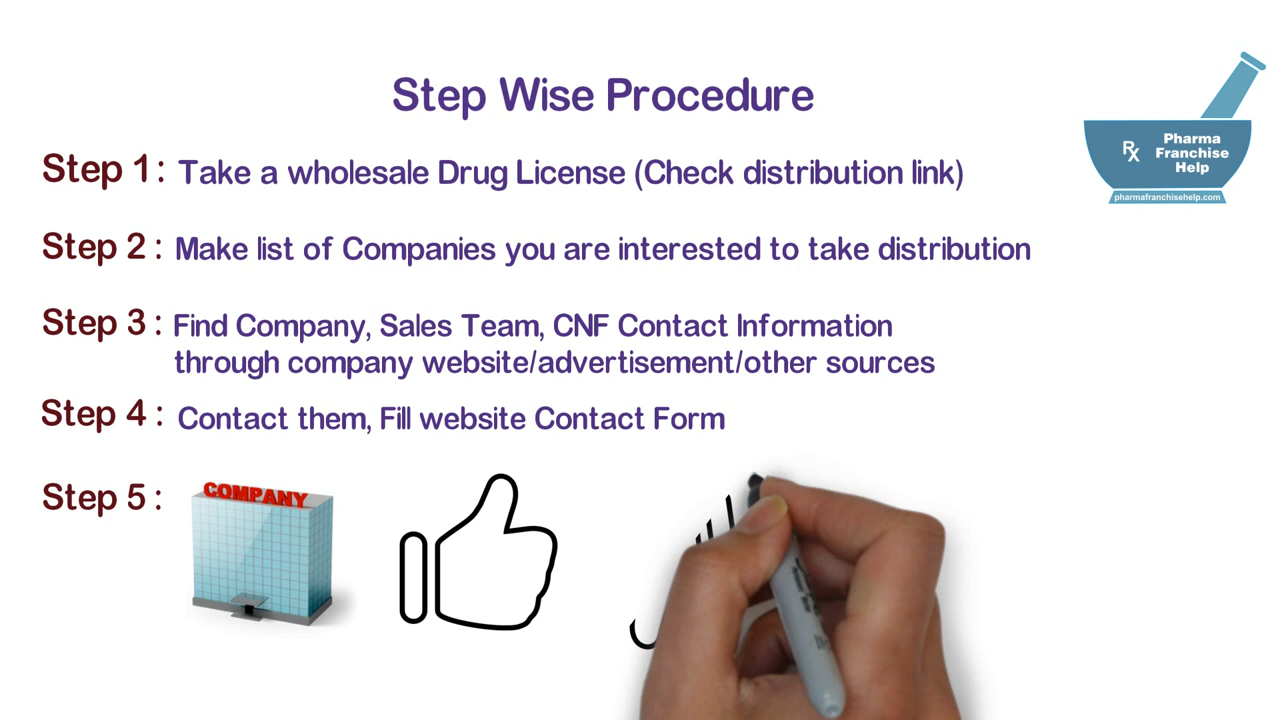 Step Wise Procedure
Rx Pharma
Franchise
Help
pharmafranchisehelp.com
Step 1: Take a wholesale Drug License (Check distribution link)
Step 2: Make list of Companies you are interested to take distribution
Step 3: Find Company, Sales Team, CNF Contact Information
through company website/advertisement/other sources
Step 4: Contact them, Fill website Contact Form
Step 5:
COMPANY